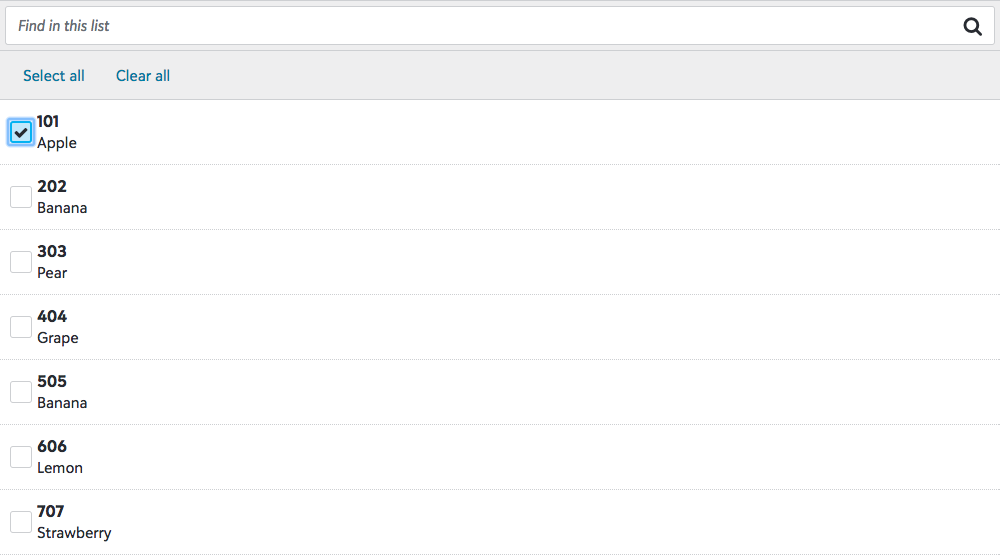 Find in this list
Select all Clear all
101
Apple
202
Banana
303
Pear
404
Grape
505
Banana
606
Lemon
707
Strawberry